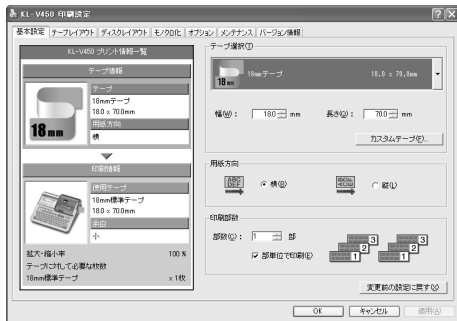 KL-V450 印刷設定
基本設定 テープレイアウト ディスクレイアウト モノクロ化 オプション メンテナンス バージョン情報
KL-V450 プリント情報一覧
テープ情報
テープ
18mmテープ
18.0 x 70.0mm
用紙方向
横
18mm
印刷情報
使用テープ
18mm標準テープ
18.0 x 70.0mm
余白
小
拡大・縮小率 100 %
テープに対して必要な枚数
18mm標準テープ x 1枚
テープ選択(T)
18mm
18mmテープ 18.0 x 70.0mm
幅(W): 18.0 mm 長さ(Q): 70.0 mm
カスタムテープ(F)...
用紙方向
ABC
DEF
横(B)
縦(L)
印刷部数
部数(C): 1 部
部単位で印刷(E)
3
2
1
3
2
1
変更前の設定に戻す(X)
OK キャンセル 適用(A)